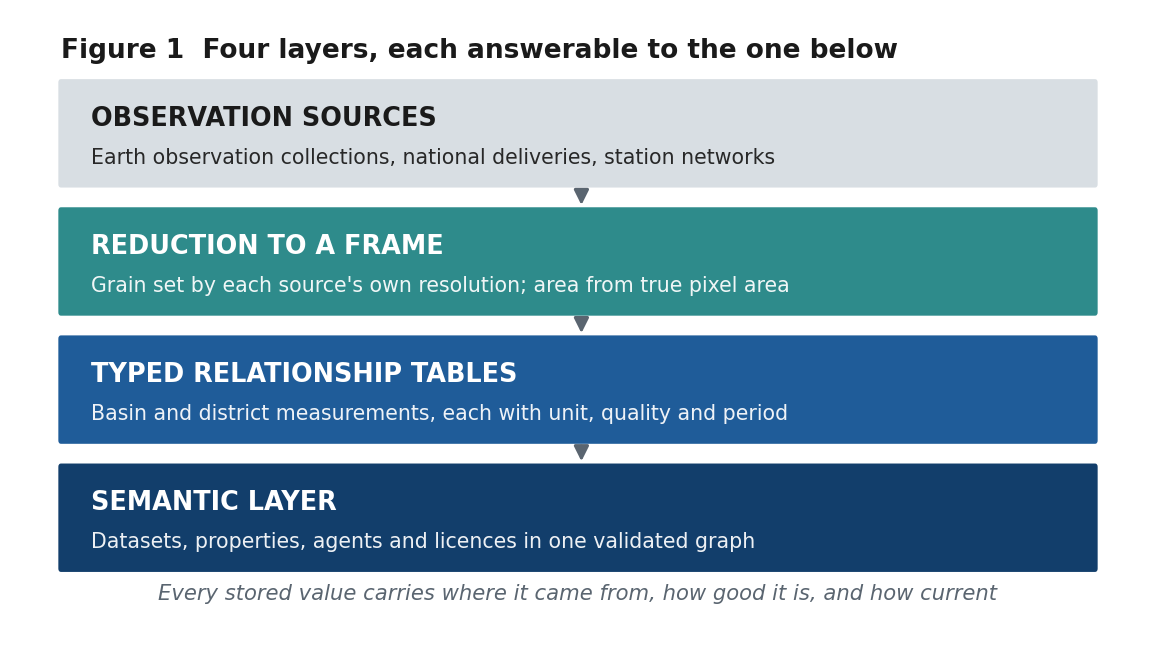 Figure 1  Four layers, each answerable to the one below
OBSERVATION SOURCES
Earth observation collections, national deliveries, station networks
REDUCTION TO A FRAME
Grain set by each source's own resolution; area from true pixel area
TYPED RELATIONSHIP TABLES
Basin and district measurements, each with unit, quality and period
SEMANTIC LAYER
Datasets, properties, agents and licences in one validated graph
Every stored value carries where it came from, how good it is, and how current